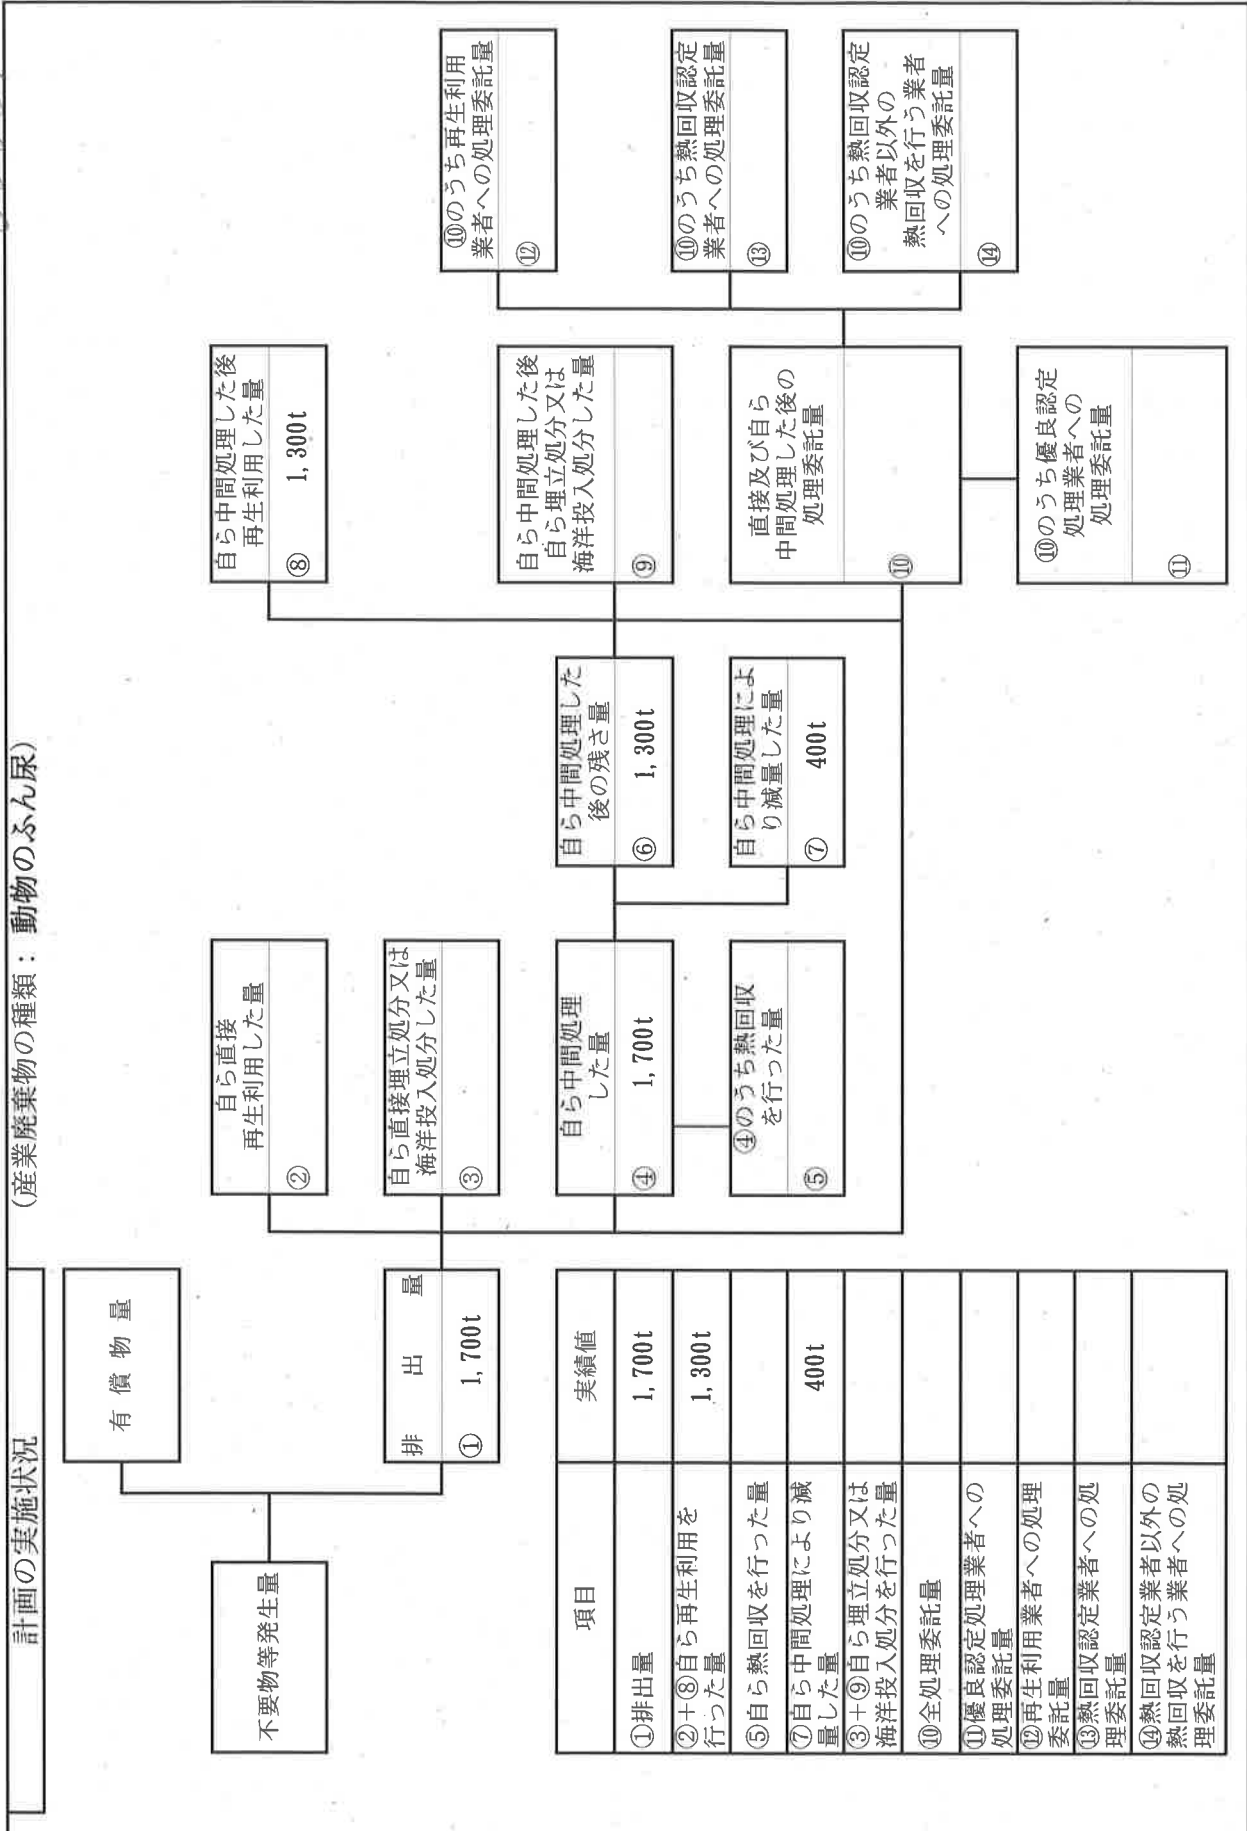 計画の実施状況
（産業廃棄物の種類：動物のふん尿）
不要物等発生量
有償物量
排出量
① 1,700t
自ら直接
再生利用した量
②
自ら直接埋立処分又は
海洋投入処分した量
③
自ら中間処理
した量
④ 1,700t
④のうち熱回収
を行った量
⑤
自ら中間処理した
後の残さ量
⑥ 1,300t
自ら中間処理によ
り減量した量
⑦ 400t
自ら中間処理した後
再生利用した量
⑧ 1,300t
自ら中間処理した後
自ら埋立処分又は
海洋投入処分した量
⑨
直接及び自ら
中間処理した後の
処理委託量
⑩
⑩のうち優良認定
処理業者への
処理委託量
⑪
⑩のうち再生利用
業者への処理委託量
⑫
⑩のうち熱回収認定
業者への処理委託量
⑬
⑩のうち熱回収認定
業者以外の
熱回収を行う業者
への処理委託量
⑭
項目 実績値
①排出量 1,700t
②＋⑧自ら再生利用を
行った量 1,300t
⑤自ら熱回収を行った量
⑦自ら中間処理により減
量した量 400t
③＋⑨自ら埋立処分又は
海洋投入処分を行った量
⑩全処理委託量
⑪優良認定処理業者への
処理委託量
⑫再生利用業者への処理
委託量
⑬熱回収認定業者への処
理委託量
⑭熱回収認定業者以外の
熱回収を行う業者への処
理委託量